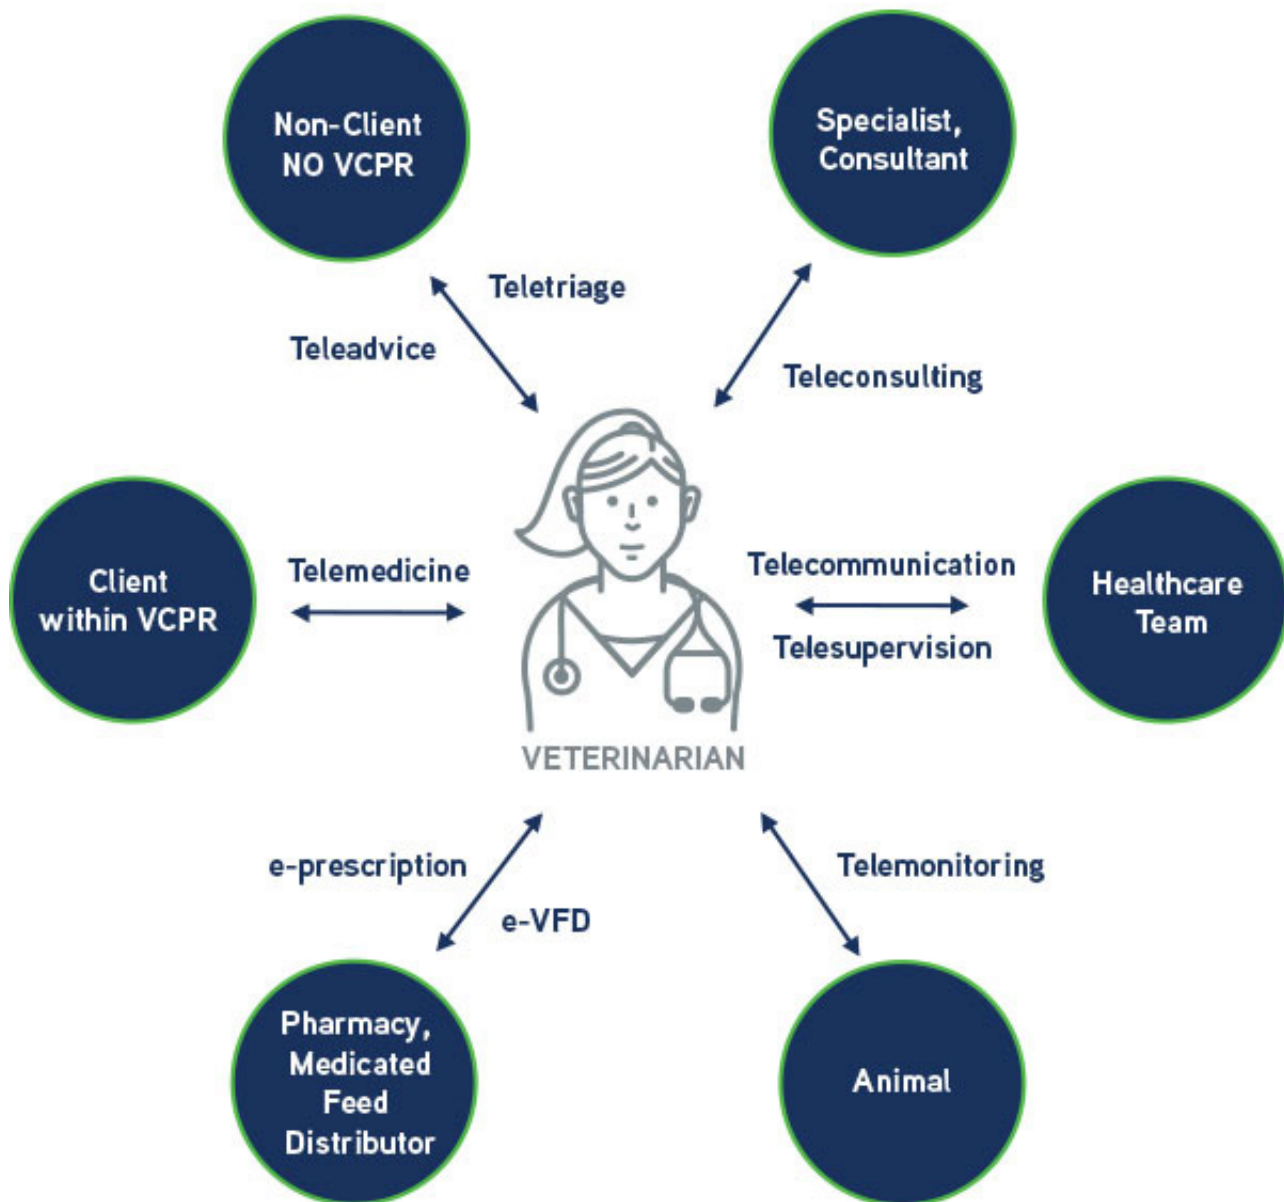 Non-Client
NO VCPR
Specialist,
Consultant
Teletriage
Teleadvice
Teleconsulting
Client
within VCPR
Telemedicine
Telecommunication
Telesupervision
Healthcare
Team
VETERINARIAN
e-prescription
e-VFD
Telemonitoring
Pharmacy,
Medicated
Feed
Distributor
Animal